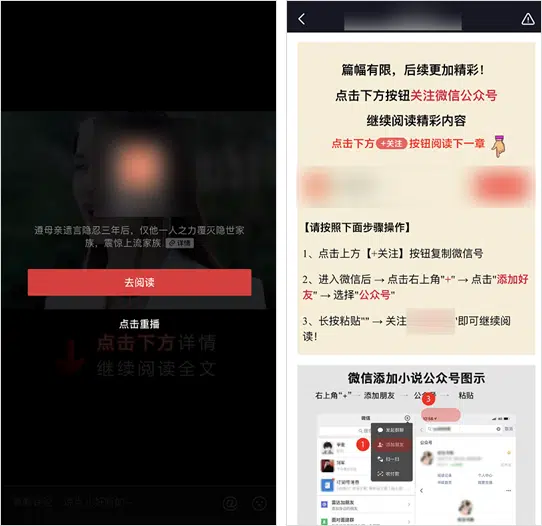 遵母亲遗言隐忍三年后，仅他一人之力覆灭隐世家
族，震惊上流家族 详情
去阅读
点击重播
点击下方详情
继续阅读全文
篇幅有限，后续更加精彩！
点击下方按钮关注微信公众号
继续阅读精彩内容
点击下方 +关注 按钮阅读下一章
【请按照下面步骤操作】
1、点击上方【+关注】按钮复制微信号
2、进入微信后 → 点击右上角"+" → 点击"添加好
友" → 选择"公众号"
3、长按粘贴"" → 关注 '即可继续阅
读！
微信添加小说公众号图示
右上角“+” → 添加朋友 → 公众号 → 粘贴
3
微信
发起群聊
1
添加朋友
扫一扫
公众号